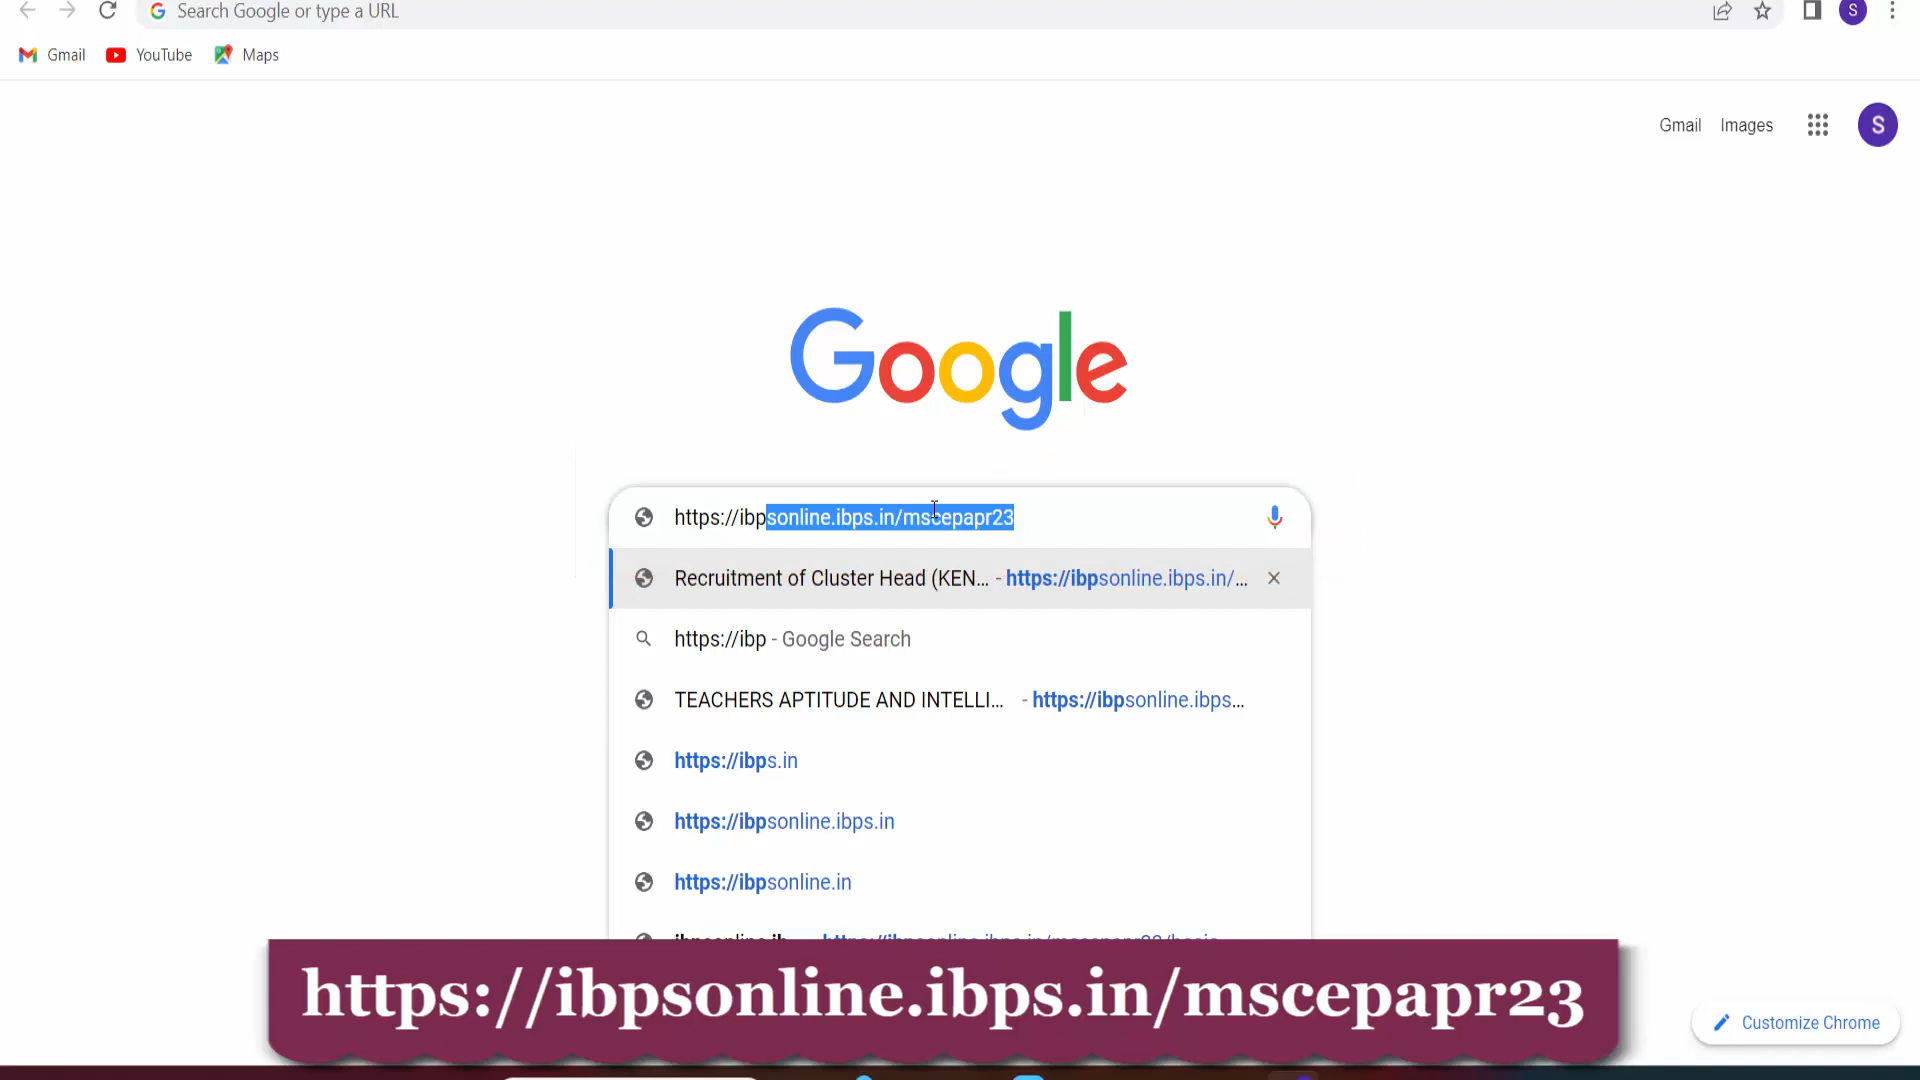 Search Google or type a URL
S
Gmail
YouTube
Maps
Gmail
Images
S
Google
https://ibpsonline.ibps.in/mscepapr23
Recruitment of Cluster Head (KEN... - https://ibpsonline.ibps.in/...
https://ibp - Google Search
TEACHERS APTITUDE AND INTELLI... - https://ibpsonline.ibps...
https://ibps.in
https://ibpsonline.ibps.in
https://ibpsonline.in
https://ibpsonline.ibps.in/mscepapr23
Customize Chrome